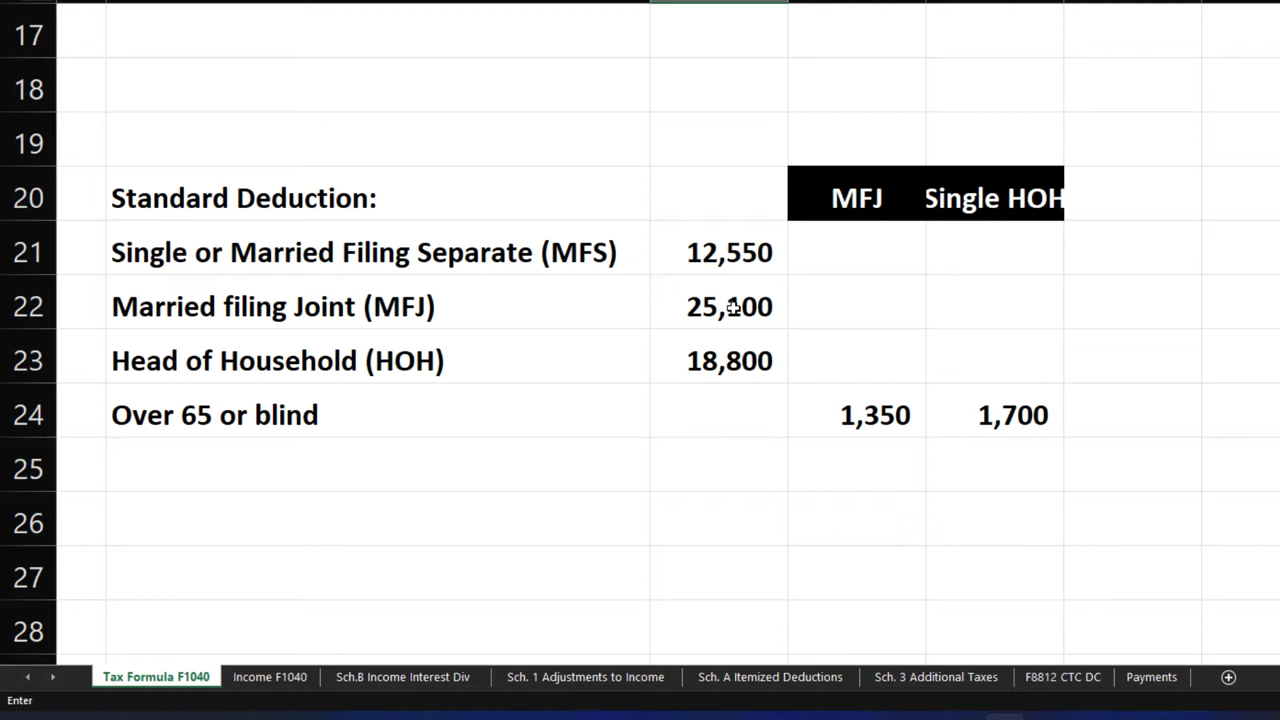 17
18
19
20 Standard Deduction: MFJ Single HOH
21 Single or Married Filing Separate (MFS) 12,550
22 Married filing Joint (MFJ) 25,100
23 Head of Household (HOH) 18,800
24 Over 65 or blind 1,350 1,700
25
26
27
28
Tax Formula F1040 Income F1040 Sch.B Income Interest Div Sch. 1 Adjustments to Income Sch. A Itemized Deductions Sch. 3 Additional Taxes F8812 CTC DC Payments
Enter